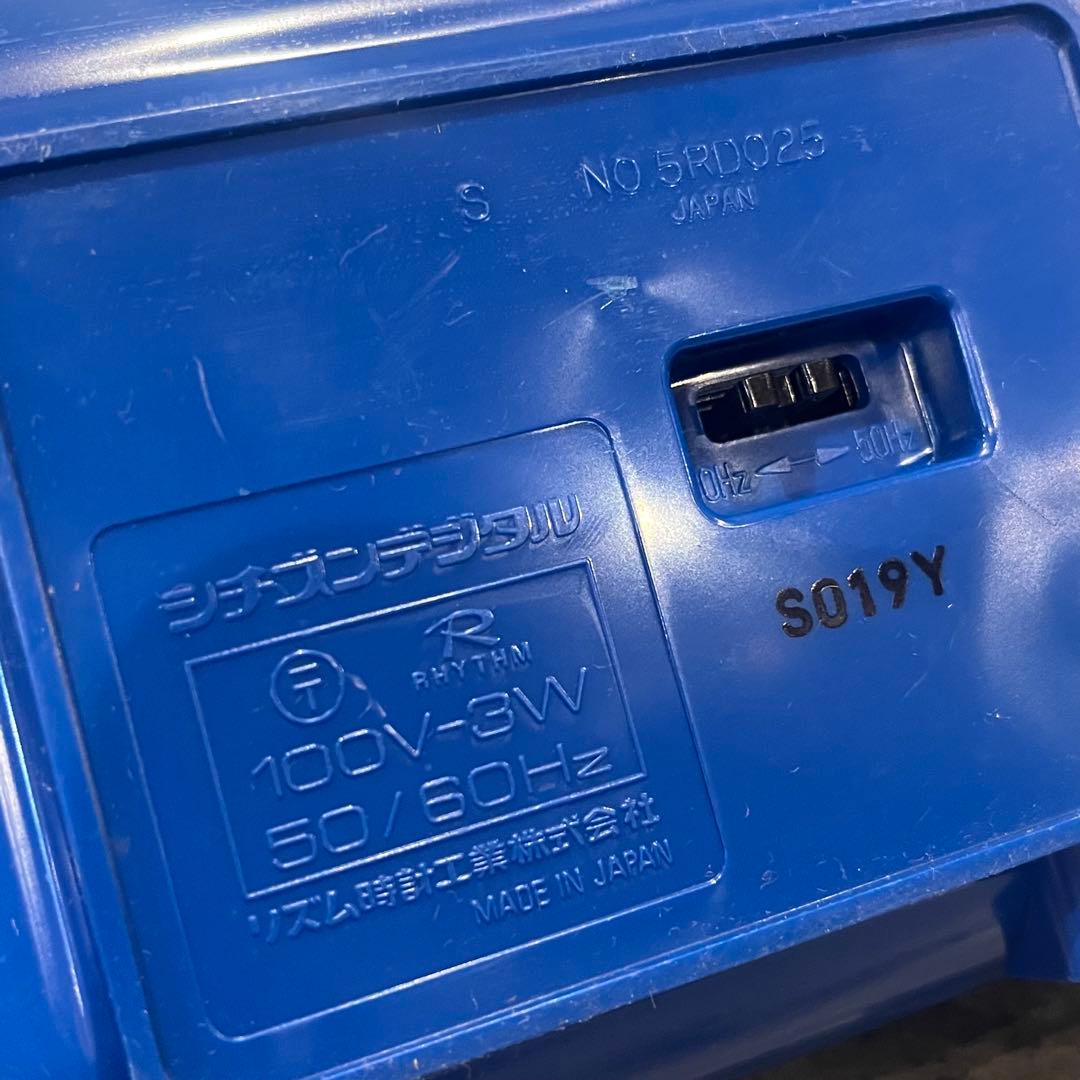 S NO.5RD025
JAPAN
0Hz 50Hz
S019Y
シチズンデジタル
R
RHYTHM
〒
100V-3W
50/60Hz
リズム時計工業株式会社
MADE IN JAPAN